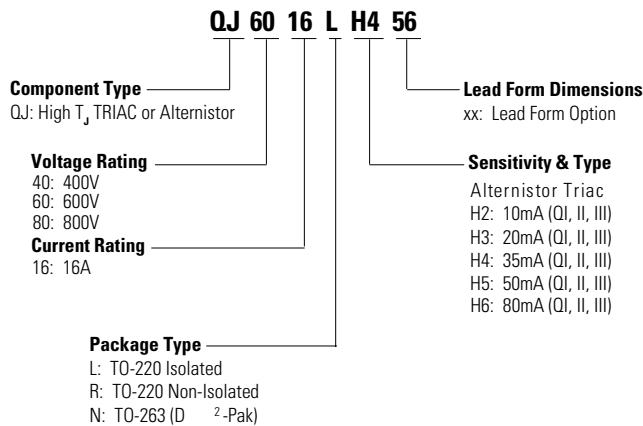 QJ 60 16 L H4 56
Component Type
QJ: High TJ TRIAC or Alternistor
Voltage Rating
40: 400V
60: 600V
80: 800V
Current Rating
16: 16A
Package Type
L: TO-220 Isolated
R: TO-220 Non-Isolated
N: TO-263 (D 2 -Pak)
Lead Form Dimensions
xx: Lead Form Option
Sensitivity & Type
Alternistor Triac
H2: 10mA (QI, II, III)
H3: 20mA (QI, II, III)
H4: 35mA (QI, II, III)
H5: 50mA (QI, II, III)
H6: 80mA (QI, II, III)